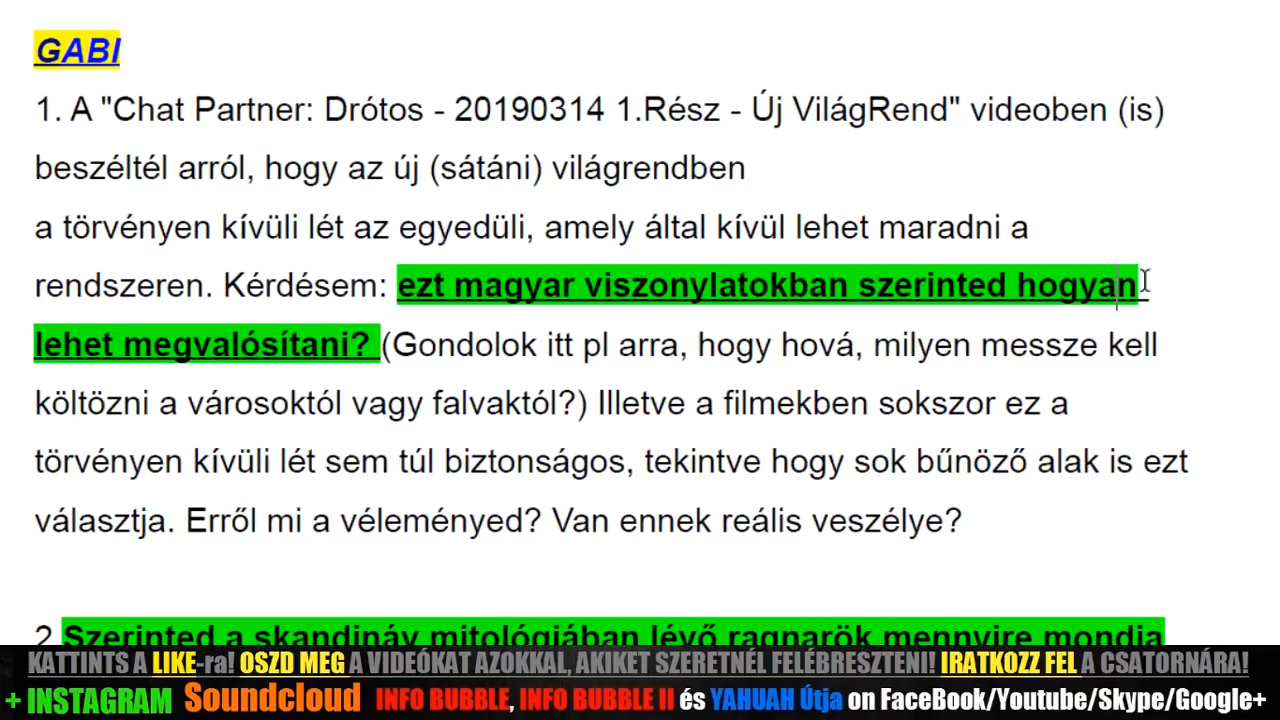 GABI
1. A "Chat Partner: Drótos - 20190314 1.Rész - Új VilágRend" videoben (is)
beszéltél arról, hogy az új (sátáni) világrendben
a törvényen kívüli lét az egyedüli, amely által kívül lehet maradni a
rendszeren. Kérdésem: ezt magyar viszonylatokban szerinted hogyan
lehet megvalósítani? (Gondolok itt pl arra, hogy hová, milyen messze kell
költözni a városoktól vagy falvaktól?) Illetve a filmekben sokszor ez a
törvényen kívüli lét sem túl biztonságos, tekintve hogy sok bűnöző alak is ezt
választja. Erről mi a véleményed? Van ennek reális veszélye?
2 Szerinted a skandináv mitológiában lévő ragnarök mennyire mondja
KATTINTS A LIKE-ra! OSZD MEG A VIDEÓKAT AZOKKAL, AKIKET SZERETNÉL FELÉBRESZTENI! IRATKOZZ FEL A CSATORNÁRA!
+ INSTAGRAM Soundcloud INFO BUBBLE, INFO BUBBLE II és YAHUAH Útja on FaceBook/Youtube/Skype/Google+